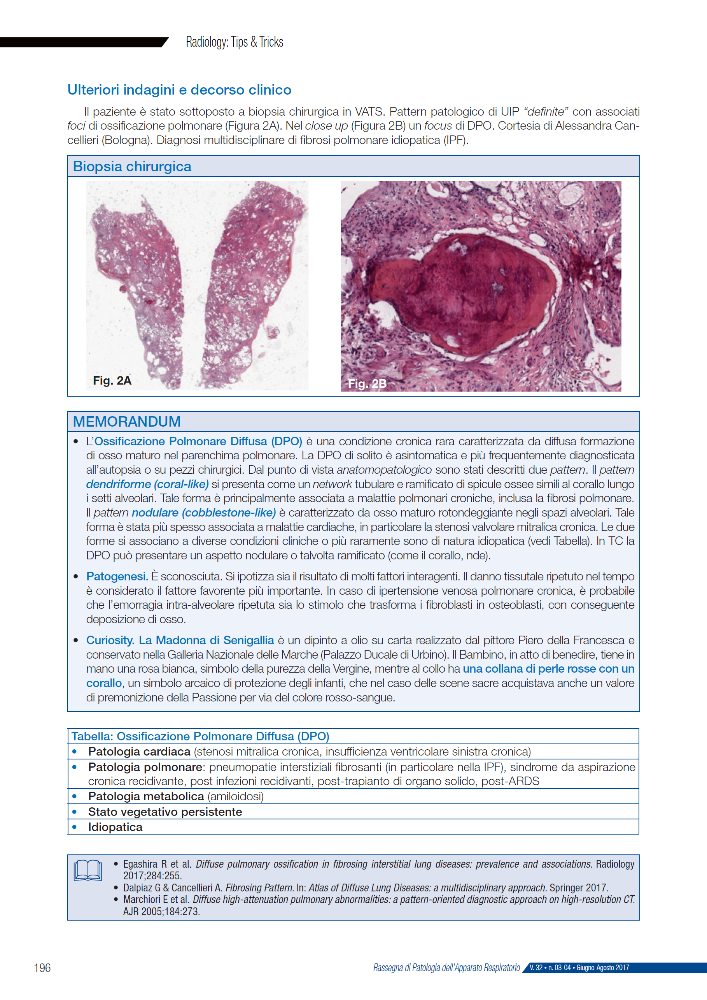 Radiology: Tips & Tricks
Ulteriori indagini e decorso clinico
Il paziente è stato sottoposto a biopsia chirurgica in VATS. Pattern patologico di UIP “definite” con associati
foci di ossificazione polmonare (Figura 2A). Nel close up (Figura 2B) un focus di DPO. Cortesia di Alessandra Can-
cellieri (Bologna). Diagnosi multidisciplinare di fibrosi polmonare idiopatica (IPF).
Biopsia chirurgica
Fig. 2A
Fig. 2B
MEMORANDUM
• L’Ossificazione Polmonare Diffusa (DPO) è una condizione cronica rara caratterizzata da diffusa formazione
di osso maturo nel parenchima polmonare. La DPO di solito è asintomatica e più frequentemente diagnosticata
all’autopsia o su pezzi chirurgici. Dal punto di vista anatomopatologico sono stati descritti due pattern. Il pattern
dendriforme (coral-like) si presenta come un network tubulare e ramificato di spicule ossee simili al corallo lungo
i setti alveolari. Tale forma è principalmente associata a malattie polmonari croniche, inclusa la fibrosi polmonare.
Il pattern nodulare (cobblestone-like) è caratterizzato da osso maturo rotondeggiante negli spazi alveolari. Tale
forma è stata più spesso associata a malattie cardiache, in particolare la stenosi valvolare mitralica cronica. Le due
forme si associano a diverse condizioni cliniche o più raramente sono di natura idiopatica (vedi Tabella). In TC la
DPO può presentare un aspetto nodulare o talvolta ramificato (come il corallo, nde).
• Patogenesi. È sconosciuta. Si ipotizza sia il risultato di molti fattori interagenti. Il danno tissutale ripetuto nel tempo
è considerato il fattore favorente più importante. In caso di ipertensione venosa polmonare cronica, è probabile
che l’emorragia intra-alveolare ripetuta sia lo stimolo che trasforma i fibroblasti in osteoblasti, con conseguente
deposizione di osso.
• Curiosity. La Madonna di Senigallia è un dipinto a olio su carta realizzato dal pittore Piero della Francesca e
conservato nella Galleria Nazionale delle Marche (Palazzo Ducale di Urbino). Il Bambino, in atto di benedire, tiene in
mano una rosa bianca, simbolo della purezza della Vergine, mentre al collo ha una collana di perle rosse con un
corallo, un simbolo arcaico di protezione degli infanti, che nel caso delle scene sacre acquistava anche un valore
di premonizione della Passione per via del colore rosso-sangue.
Tabella: Ossificazione Polmonare Diffusa (DPO)
• Patologia cardiaca (stenosi mitralica cronica, insufficienza ventricolare sinistra cronica)
• Patologia polmonare: pneumopatie interstiziali fibrosanti (in particolare nella IPF), sindrome da aspirazione
cronica recidivante, post infezioni recidivanti, post-trapianto di organo solido, post-ARDS
• Patologia metabolica (amiloidosi)
• Stato vegetativo persistente
• Idiopatica
• Egashira R et al. Diffuse pulmonary ossification in fibrosing interstitial lung diseases: prevalence and associations. Radiology
2017;284:255.
• Dalpiaz G & Cancellieri A. Fibrosing Pattern. In: Atlas of Diffuse Lung Diseases: a multidisciplinary approach. Springer 2017.
• Marchiori E et al. Diffuse high-attenuation pulmonary abnormalities: a pattern-oriented diagnostic approach on high-resolution CT.
AJR 2005;184:273.
196
Rassegna di Patologia dell’Apparato Respiratorio V. 32 • n. 03-04 • Giugno-Agosto 2017